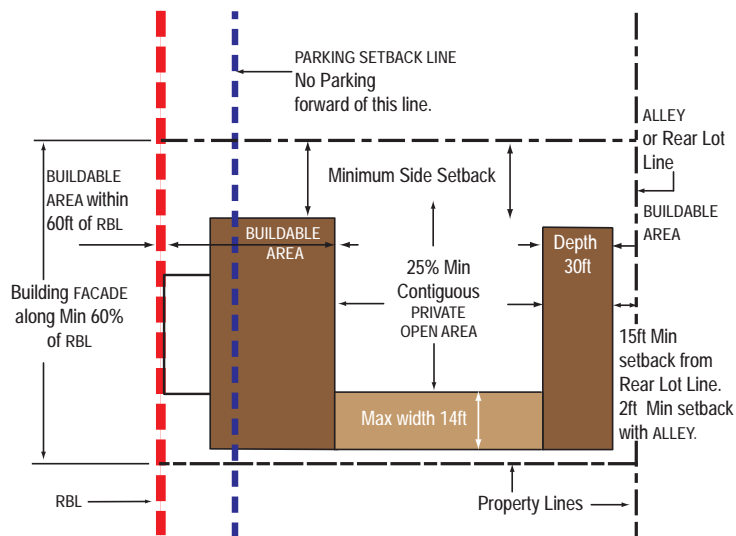 PARKING SETBACK LINE
No Parking
forward of this line.
ALLEY
or Rear Lot
Line
BUILDABLE
AREA within
60ft of RBL
Minimum Side Setback
BUILDABLE
AREA
BUILDABLE
AREA
Depth
30ft
25% Min
Contiguous
PRIVATE
OPEN AREA
Building FACADE
along Min 60%
of RBL
15ft Min
setback from
Rear Lot Line.
2ft Min setback
with ALLEY.
Max width 14ft
RBL
Property Lines